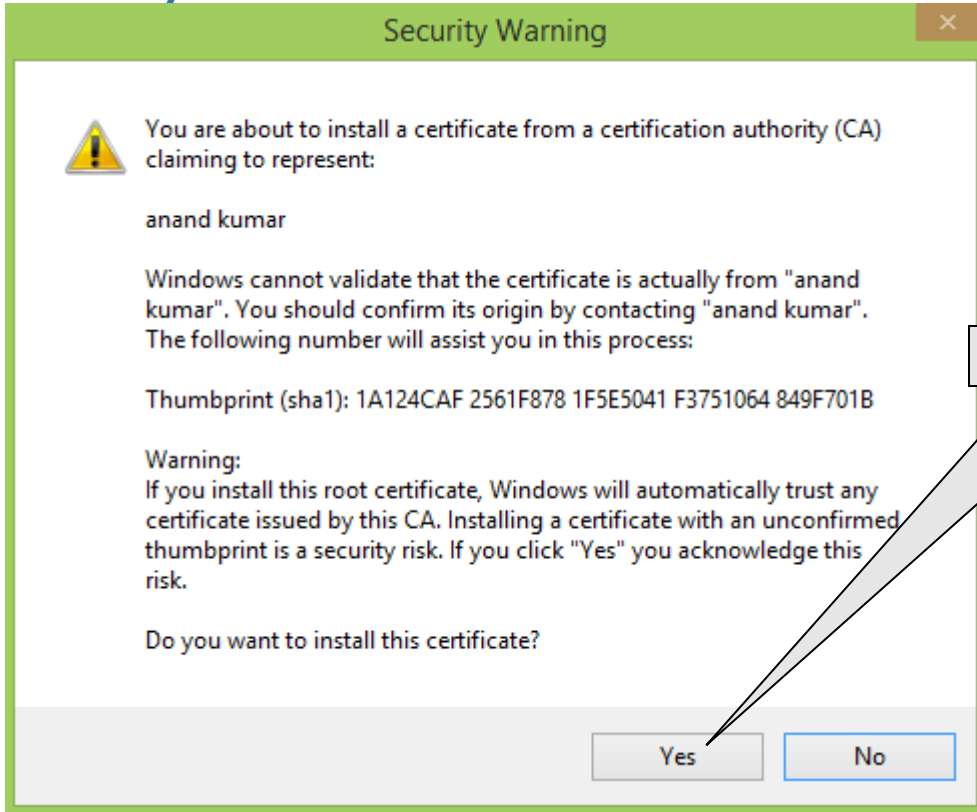 Security Warning
You are about to install a certificate from a certification authority (CA)
claiming to represent:
anand kumar
Windows cannot validate that the certificate is actually from "anand
kumar". You should confirm its origin by contacting "anand kumar".
The following number will assist you in this process:
Thumbprint (sha1): 1A124CAF 2561F878 1F5E5041 F3751064 849F701B
Warning:
If you install this root certificate, Windows will automatically trust any
certificate issued by this CA. Installing a certificate with an unconfirmed
thumbprint is a security risk. If you click "Yes" you acknowledge this
risk.
Do you want to install this certificate?
Yes
No